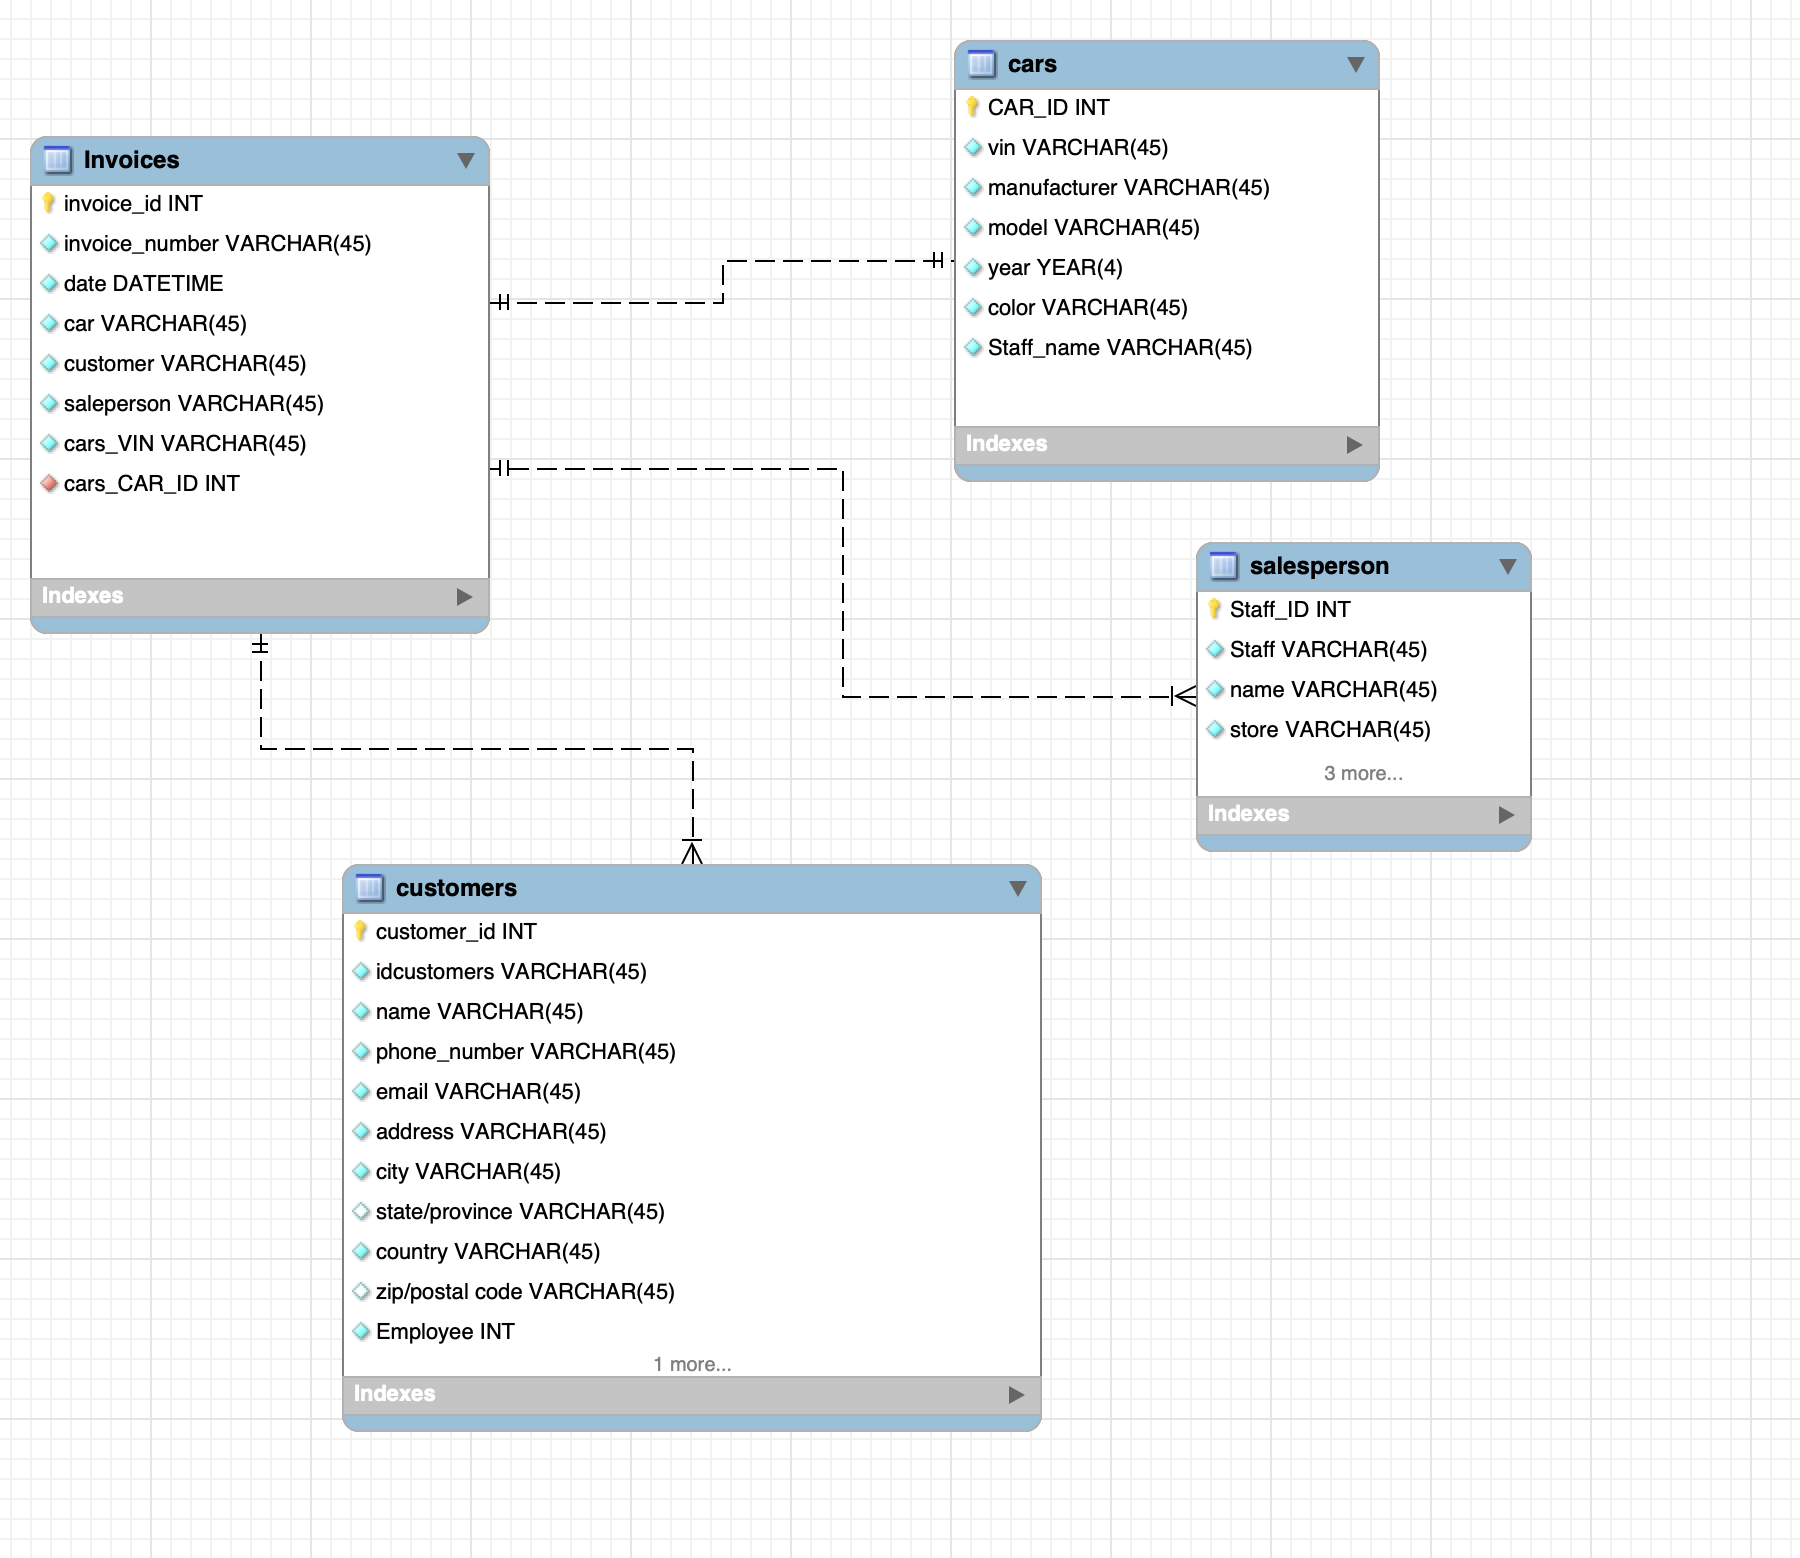 Invoices
invoice_id INT
invoice_number VARCHAR(45)
date DATETIME
car VARCHAR(45)
customer VARCHAR(45)
saleperson VARCHAR(45)
cars_VIN VARCHAR(45)
cars_CAR_ID INT
Indexes
cars
CAR_ID INT
vin VARCHAR(45)
manufacturer VARCHAR(45)
model VARCHAR(45)
year YEAR(4)
color VARCHAR(45)
Staff_name VARCHAR(45)
Indexes
salesperson
Staff_ID INT
Staff VARCHAR(45)
name VARCHAR(45)
store VARCHAR(45)
3 more...
Indexes
customers
customer_id INT
idcustomers VARCHAR(45)
name VARCHAR(45)
phone_number VARCHAR(45)
email VARCHAR(45)
address VARCHAR(45)
city VARCHAR(45)
state/province VARCHAR(45)
country VARCHAR(45)
zip/postal code VARCHAR(45)
Employee INT
1 more...
Indexes